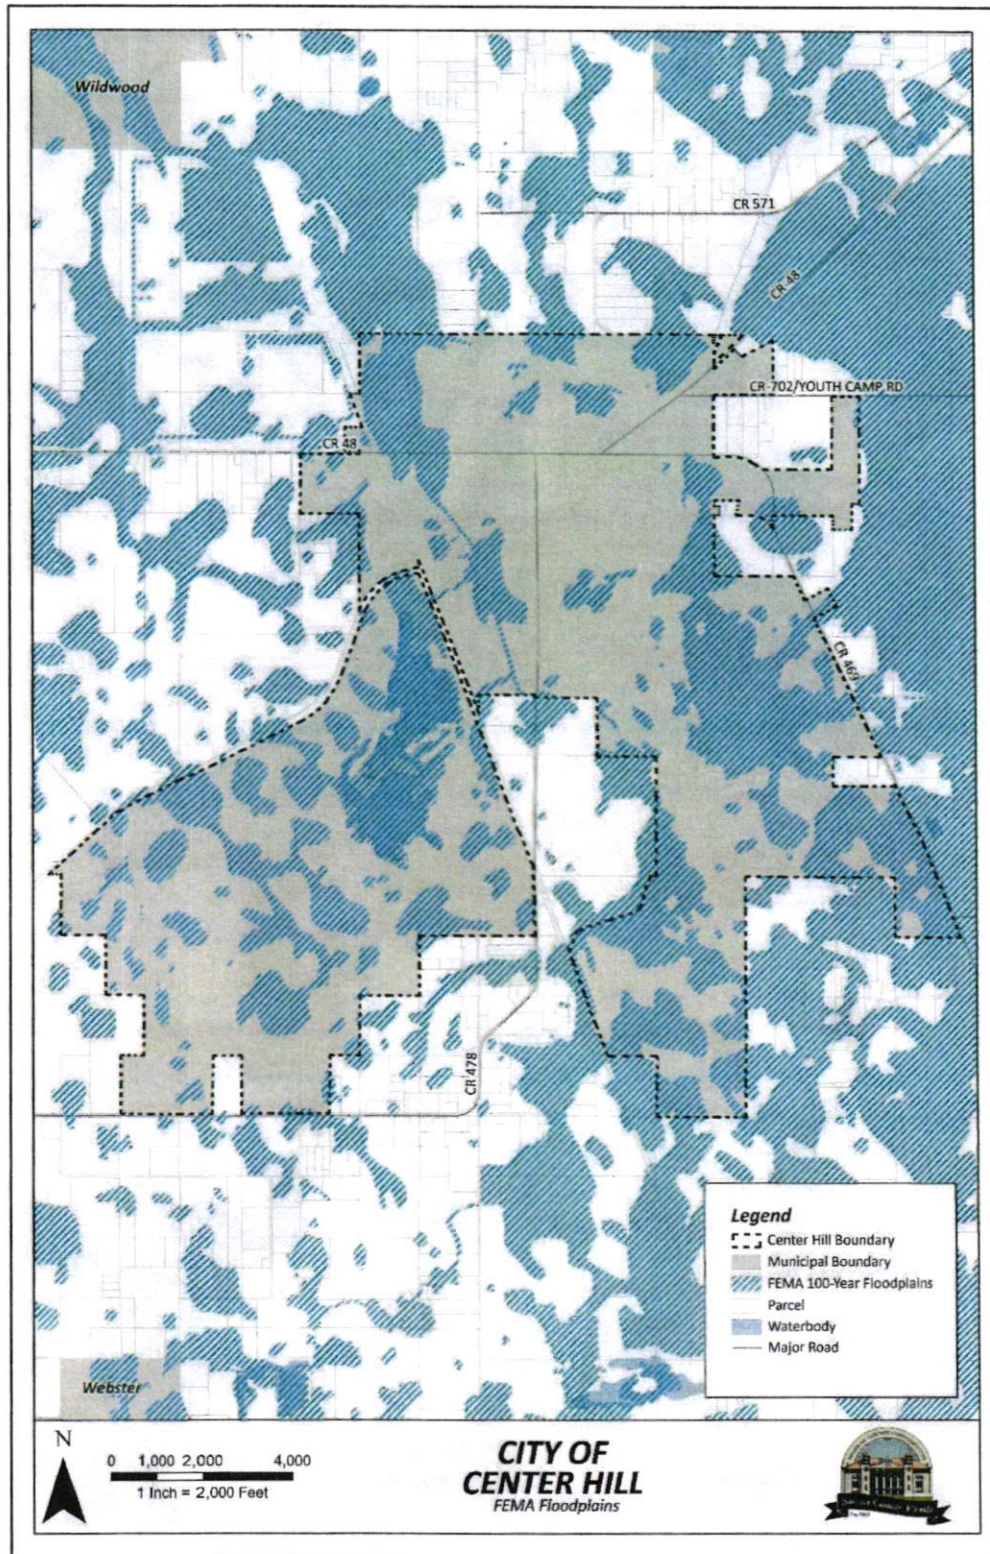 Wildwood
CR 571
CR 48
CR-702/YOUTH CAMP RD
CR 48
CR 469
CR 478
Legend
Center Hill Boundary
Municipal Boundary
FEMA 100-Year Floodplains
Parcel
Waterbody
Major Road
Webster
N
0 1,000 2,000 4,000
1 Inch = 2,000 Feet
CITY OF
CENTER HILL
FEMA Floodplains